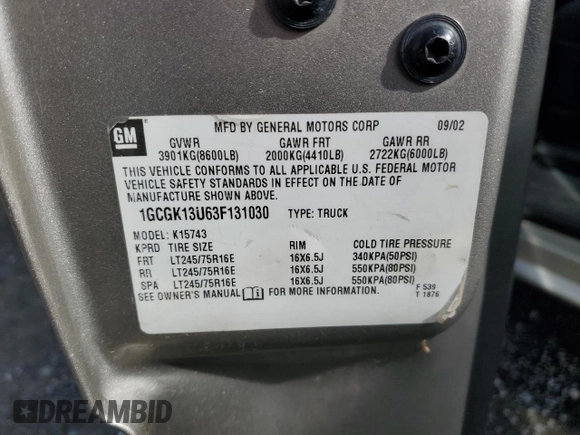 GM
MFD BY GENERAL MOTORS CORP 09/02
GVWR GAWR FRT GAWR RR
3901KG(8600LB) 2000KG(4410LB) 2722KG(6000LB)
THIS VEHICLE CONFORMS TO ALL APPLICABLE U.S. FEDERAL MOTOR
VEHICLE SAFETY STANDARDS IN EFFECT ON THE DATE OF
MANUFACTURE SHOWN ABOVE.
1GCGK13U63F131030 TYPE: TRUCK
MODEL: K15743
KPRD TIRE SIZE RIM COLD TIRE PRESSURE
FRT LT245/75R16E 16X6.5J 340KPA(50PSI)
RR LT245/75R16E 16X6.5J 550KPA(80PSI)
SPA LT245/75R16E 16X6.5J 550KPA(80PSI)
SEE OWNER'S MANUAL FOR MORE INFORMATION. F 539
T 1876
DREAMBID